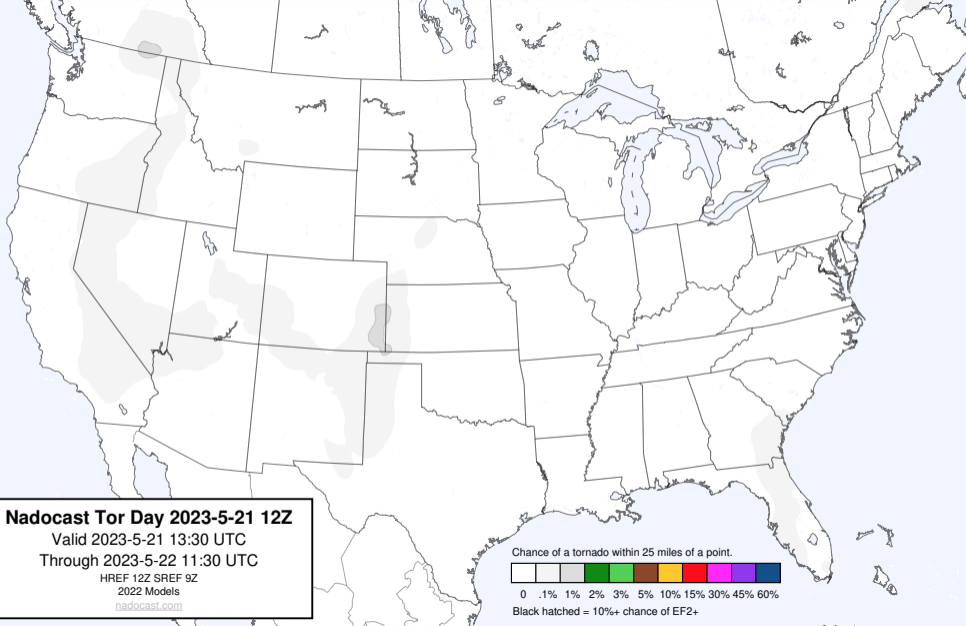 Nadocast Tor Day 2023-5-21 12Z
Valid 2023-5-21 13:30 UTC
Through 2023-5-22 11:30 UTC
HREF 12Z SREF 9Z
2022 Models
nadocast.com
Chance of a tornado within 25 miles of a point.
0 .1% 1% 2% 3% 5% 10% 15% 30% 45% 60%
Black hatched = 10%+ chance of EF2+